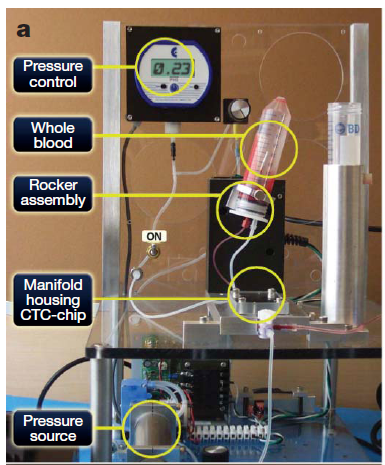 a
Pressure
control
0.23
Whole
blood
BD
Rocker
assembly
ON
Manifold
housing
CTC-chip
Pressure
source